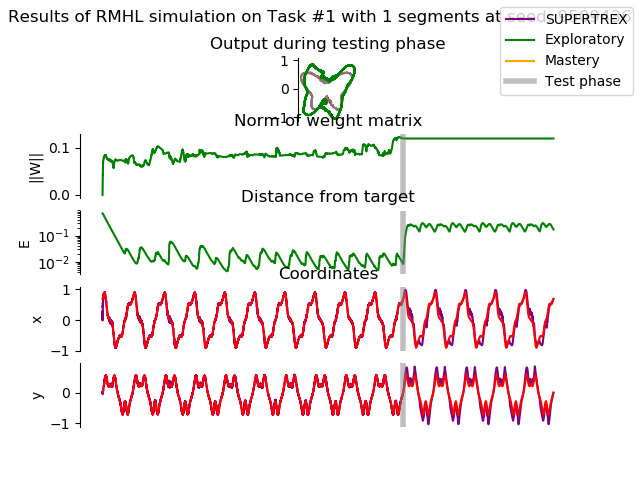 Results of RMHL simulation on Task #1 with 1 segments at
SUPERTREX
Exploratory
Mastery
Test phase
Output during testing phase
1
0
−1
Norm of weight matrix
||W||
0.1
0.0
Distance from target
E
10⁻¹
10⁻²
Coordinates
x
1
0
−1
y
0
−1